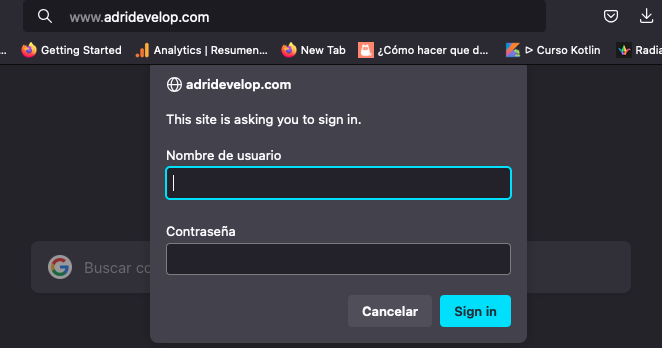 www.adridevelop.com
Getting Started Analytics | Resumen... New Tab ¿Cómo hacer que d... ᐅ Curso Kotlin Radia
adridevelop.com
This site is asking you to sign in.
Nombre de usuario
Contraseña
Buscar co
Cancelar Sign in